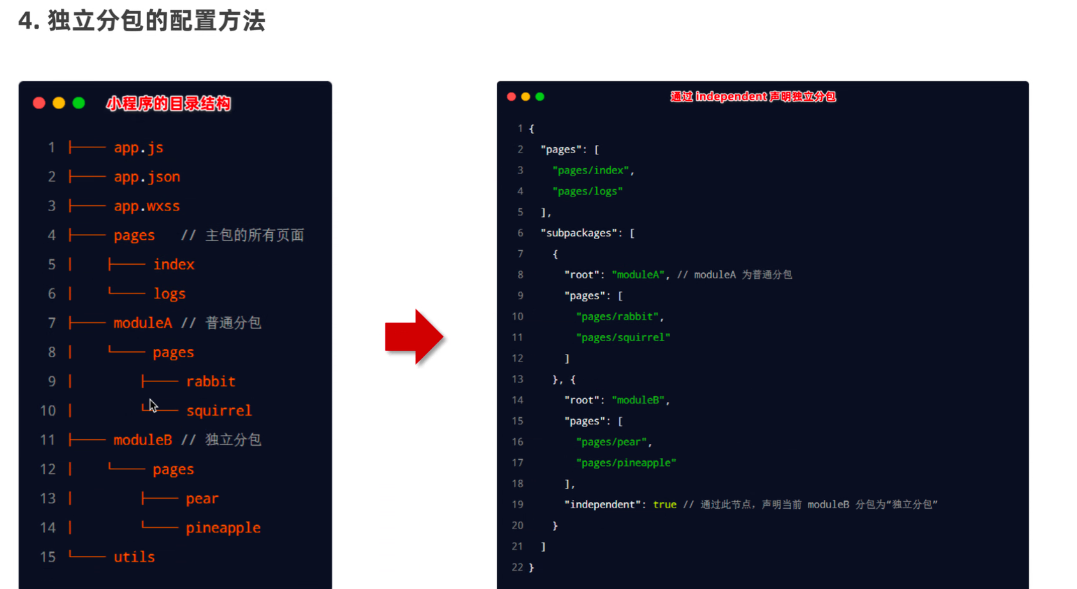 4. 独立分包的配置方法
小程序的目录结构
1 ├── app.js
2 ├── app.json
3 ├── app.wxss
4 ├── pages // 主包的所有页面
5 | ├── index
6 | └── logs
7 ├── moduleA // 普通分包
8 | └── pages
9 | ├── rabbit
10 | └── squirrel
11 ├── moduleB // 独立分包
12 | └── pages
13 | ├── pear
14 | └── pineapple
15 └── utils
通过 independent 声明独立分包
1 {
2 "pages": [
3 "pages/index",
4 "pages/logs"
5 ],
6 "subpackages": [
7 {
8 "root": "moduleA", // moduleA 为普通分包
9 "pages": [
10 "pages/rabbit",
11 "pages/squirrel"
12 ]
13 }, {
14 "root": "moduleB",
15 "pages": [
16 "pages/pear",
17 "pages/pineapple"
18 ],
19 "independent": true // 通过此节点，声明当前 moduleB 分包为“独立分包”
20 }
21 ]
22 }